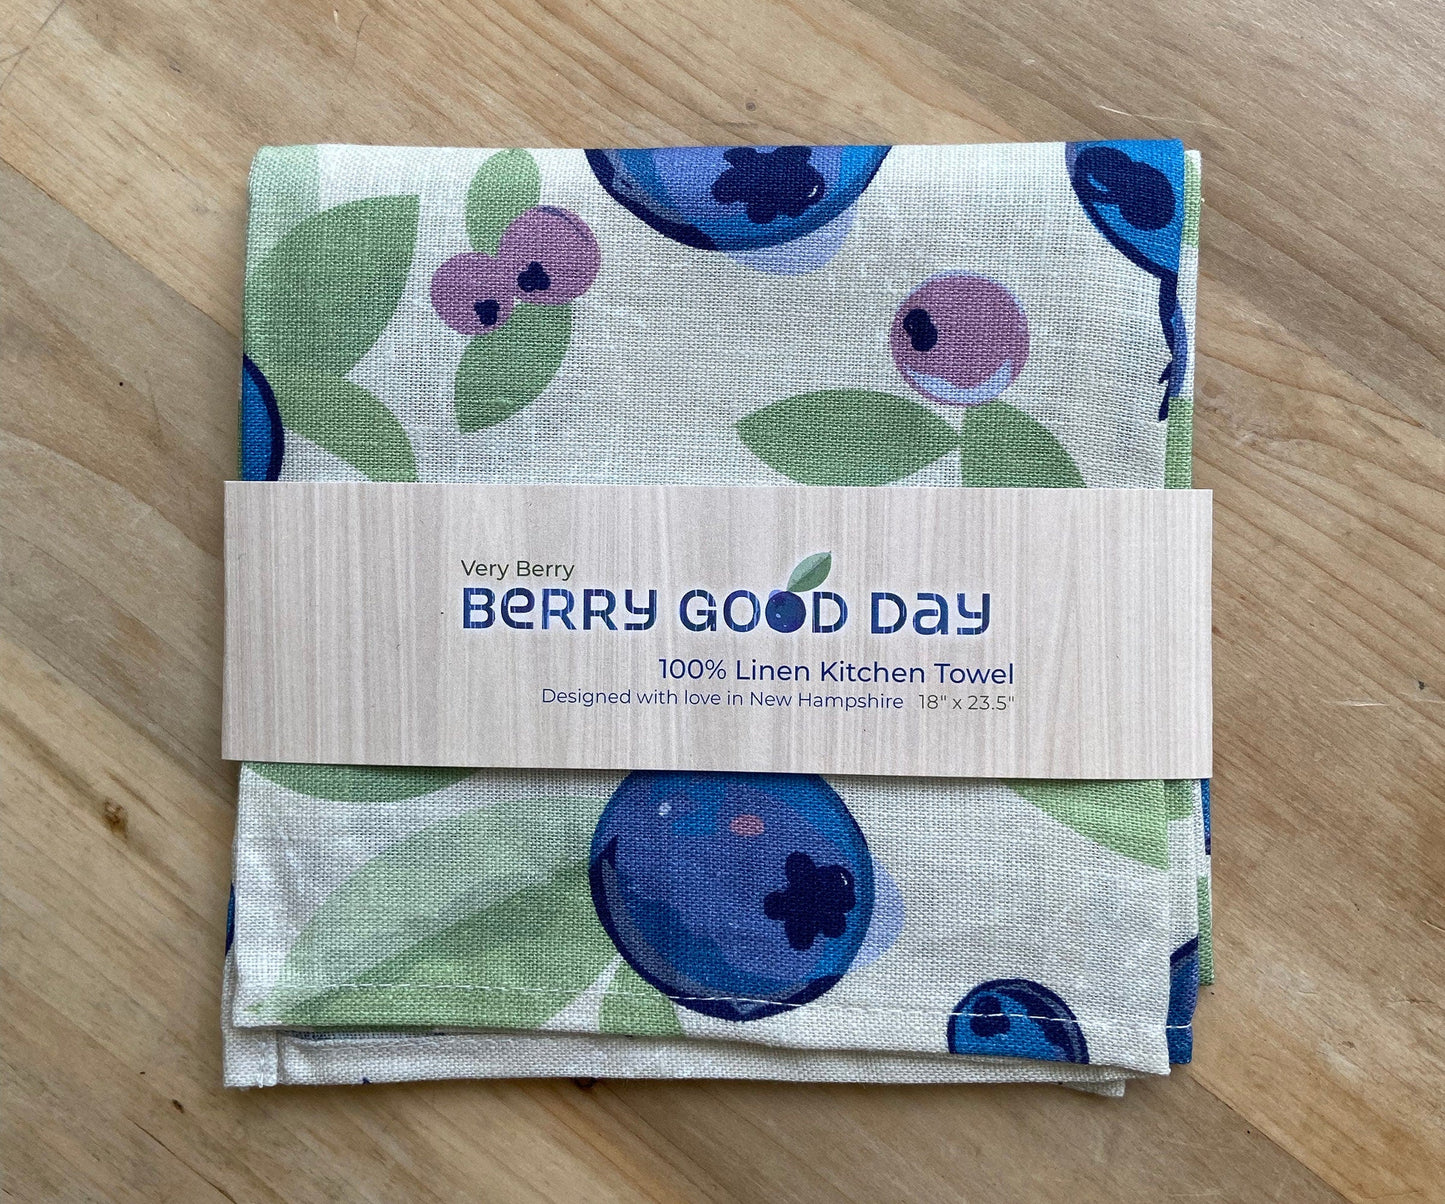 Very Berry
BERRY GOOD DAY
100% Linen Kitchen Towel
Designed with love in New Hampshire 18" x 23.5"